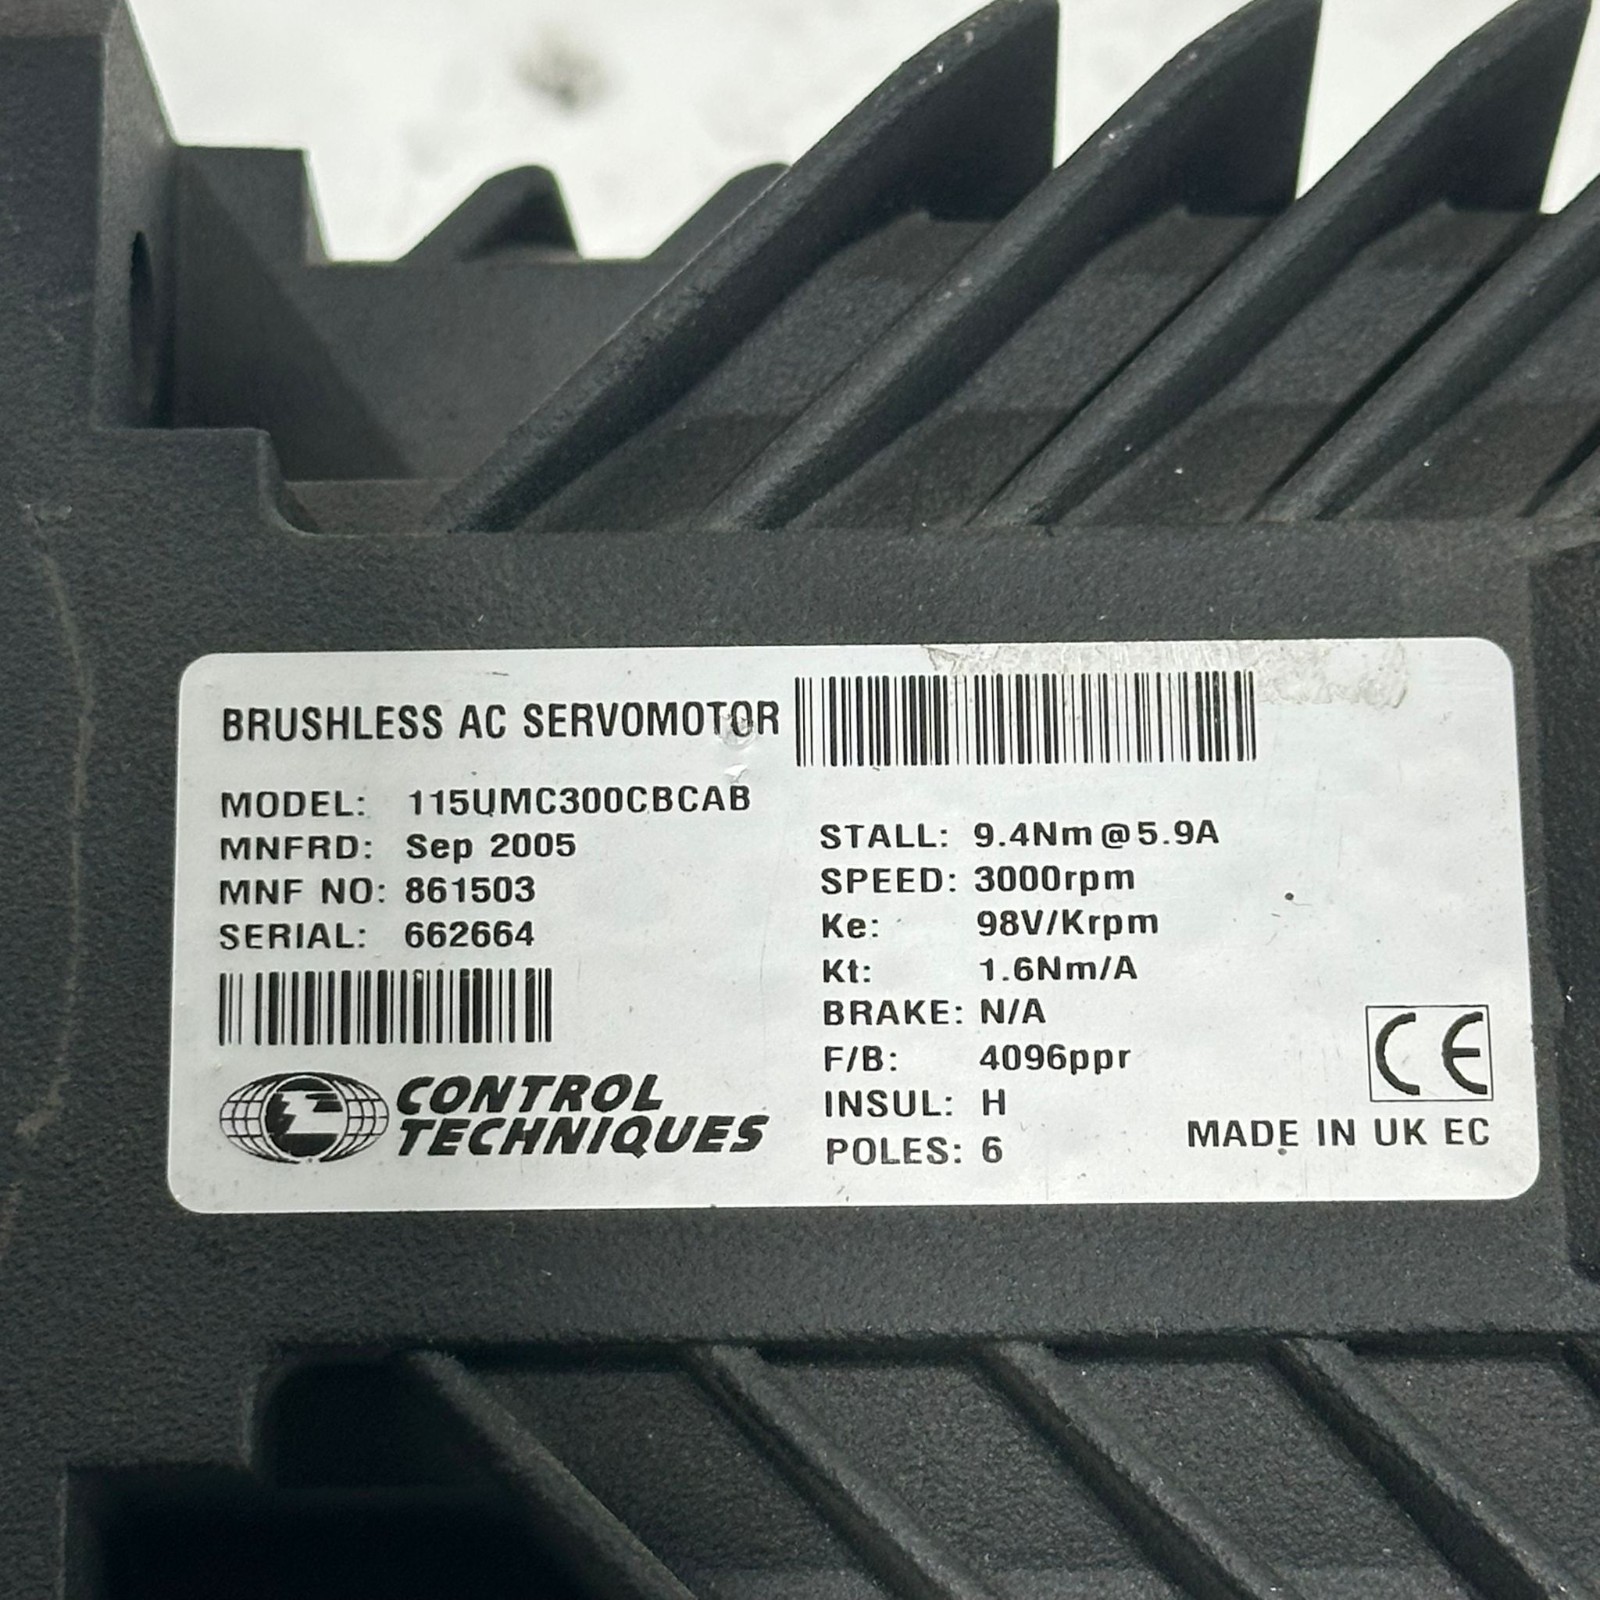 BRUSHLESS AC SERVOMOTOR
MODEL: 115UMC300CBCAB
MNFRD: Sep 2005
MNF NO: 861503
SERIAL: 662664
CONTROL
TECHNIQUES
STALL: 9.4Nm@5.9A
SPEED: 3000rpm
Ke: 98V/Krpm
Kt: 1.6Nm/A
BRAKE: N/A
F/B: 4096ppr
INSUL: H
POLES: 6
CE
MADE IN UK EC